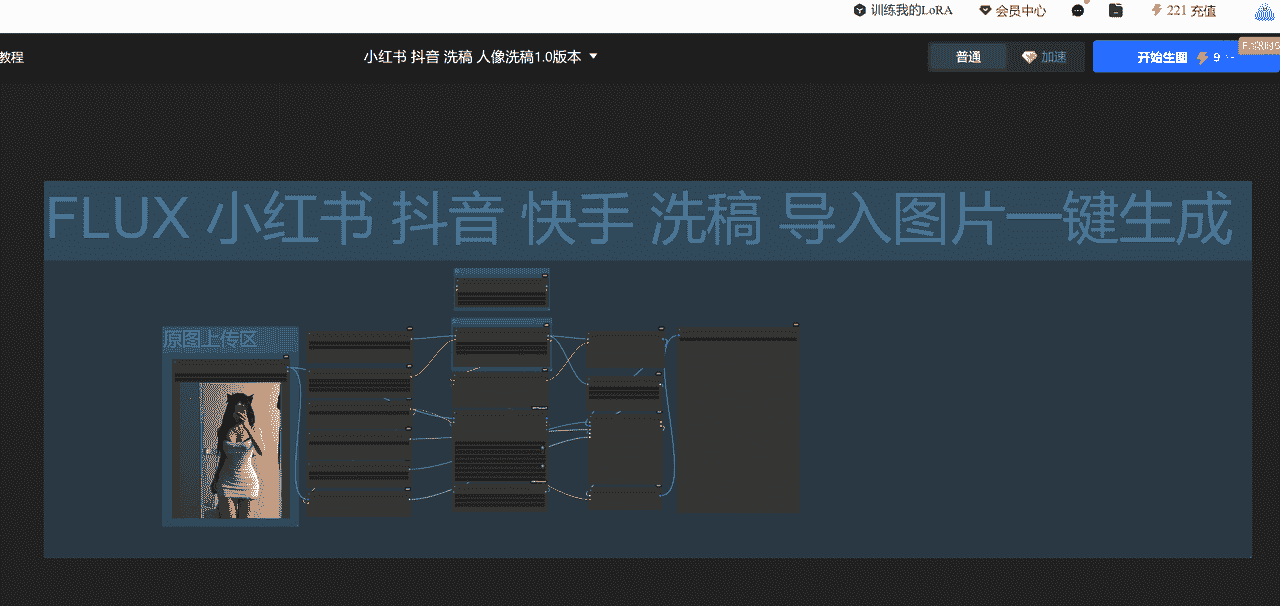 训练我的LoRA 会员中心 221 充值
教程 小红书 抖音 洗稿 人像洗稿1.0版本 普通 加速 开始生图 9
FLUX 小红书 抖音 快手 洗稿 导入图片一键生成
原图上传区